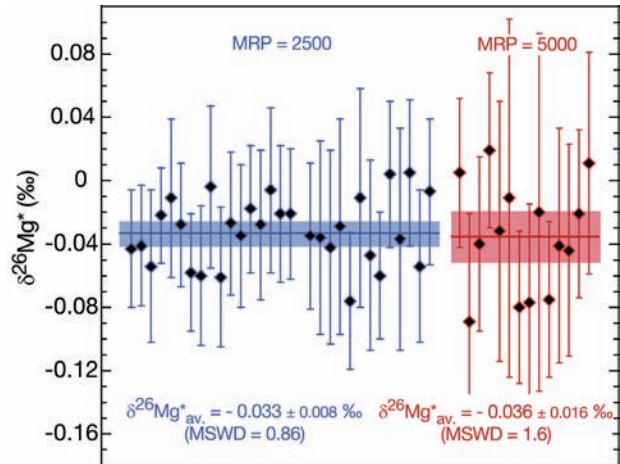 0.08
0.04
0
-0.04
-0.08
-0.12
-0.16
δ²⁶Mg* (‰)
MRP = 2500
MRP = 5000
δ²⁶Mg*av. = - 0.033 ± 0.008 ‰
(MSWD = 0.86)
δ²⁶Mg*av. = - 0.036 ± 0.016 ‰
(MSWD = 1.6)